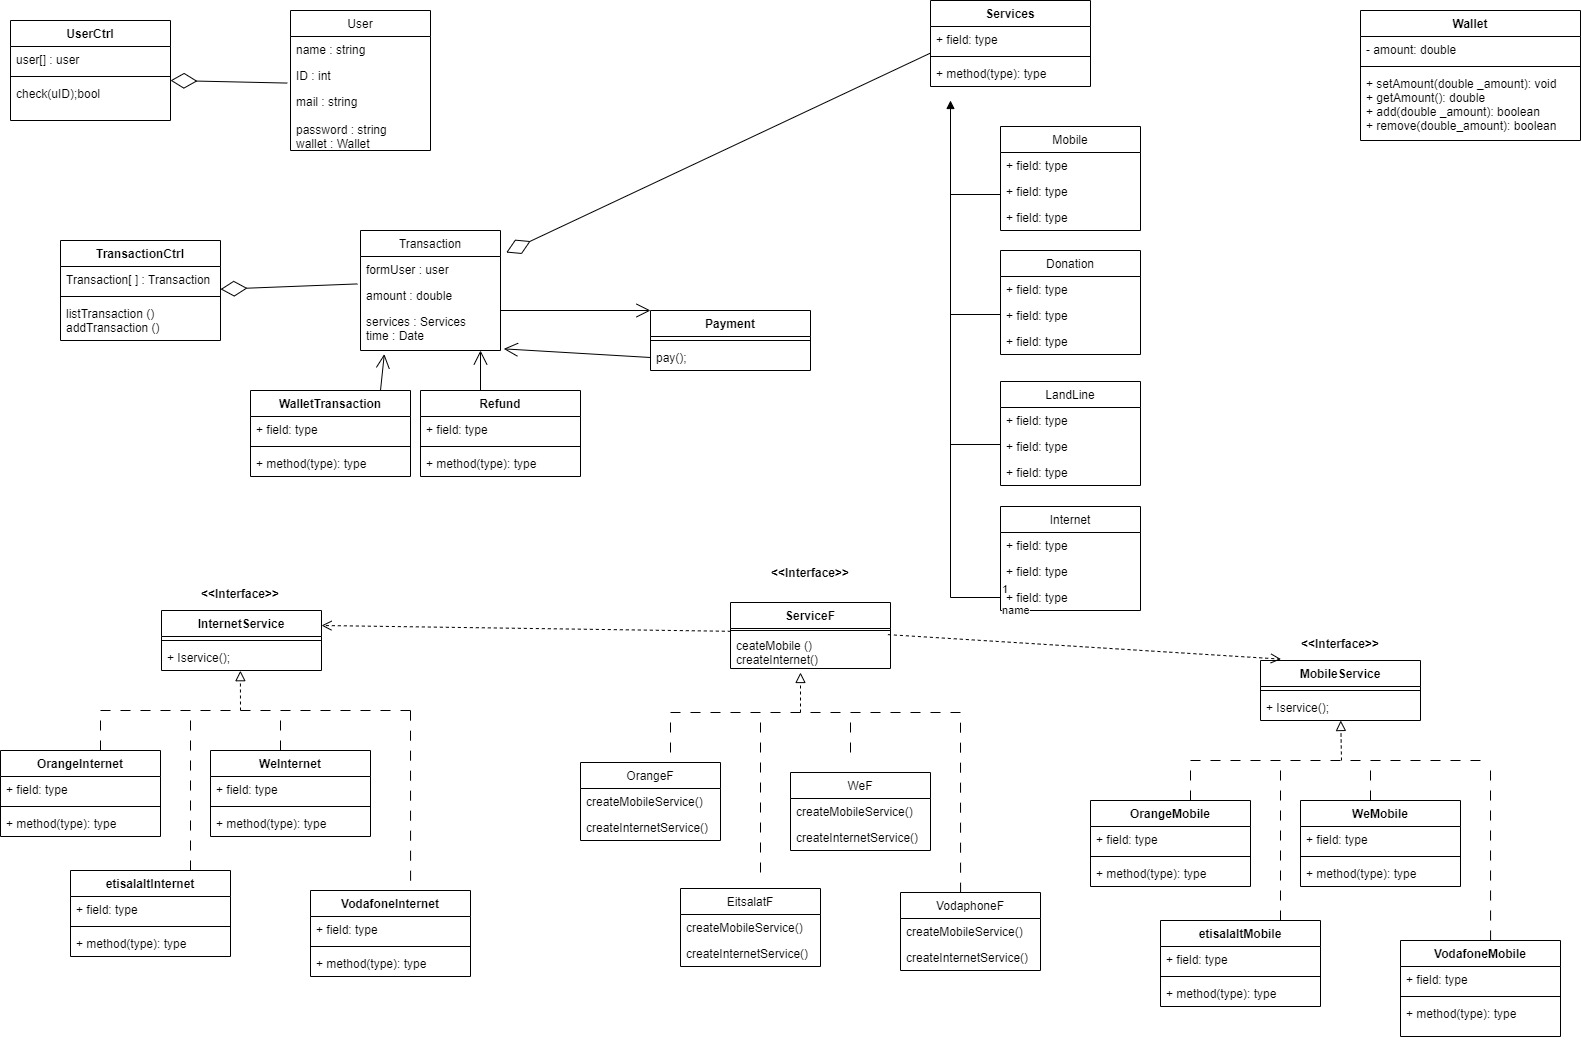 UserCtrl
user[] : user
check(uID);bool
User
name : string
ID : int
mail : string
password : string
wallet : Wallet
Services
+ field: type
+ method(type): type
Wallet
- amount: double
+ setAmount(double _amount): void
+ getAmount(): double
+ add(double _amount): boolean
+ remove(double_amount): boolean
Mobile
+ field: type
+ field: type
+ field: type
TransactionCtrl
Transaction[ ] : Transaction
listTransaction ()
addTransaction ()
Transaction
formUser : user
amount : double
services : Services
time : Date
Payment
pay();
Donation
+ field: type
+ field: type
+ field: type
WalletTransaction
+ field: type
+ method(type): type
Refund
+ field: type
+ method(type): type
LandLine
+ field: type
+ field: type
+ field: type
Internet
+ field: type
+ field: type
1
+ field: type
name
<<Interface>>
InternetService
+ Iservice();
<<Interface>>
ServiceF
ceateMobile ()
createInternet()
<<Interface>>
MobileService
+ Iservice();
OrangeInternet
+ field: type
+ method(type): type
WeInternet
+ field: type
+ method(type): type
etisalaltInternet
+ field: type
+ method(type): type
VodafoneInternet
+ field: type
+ method(type): type
OrangeF
createMobileService()
createInternetService()
WeF
createMobileService()
createInternetService()
EitsalatF
createMobileService()
createInternetService()
VodaphoneF
createMobileService()
createInternetService()
OrangeMobile
+ field: type
+ method(type): type
WeMobile
+ field: type
+ method(type): type
etisalaltMobile
+ field: type
+ method(type): type
VodafoneMobile
+ field: type
+ method(type): type